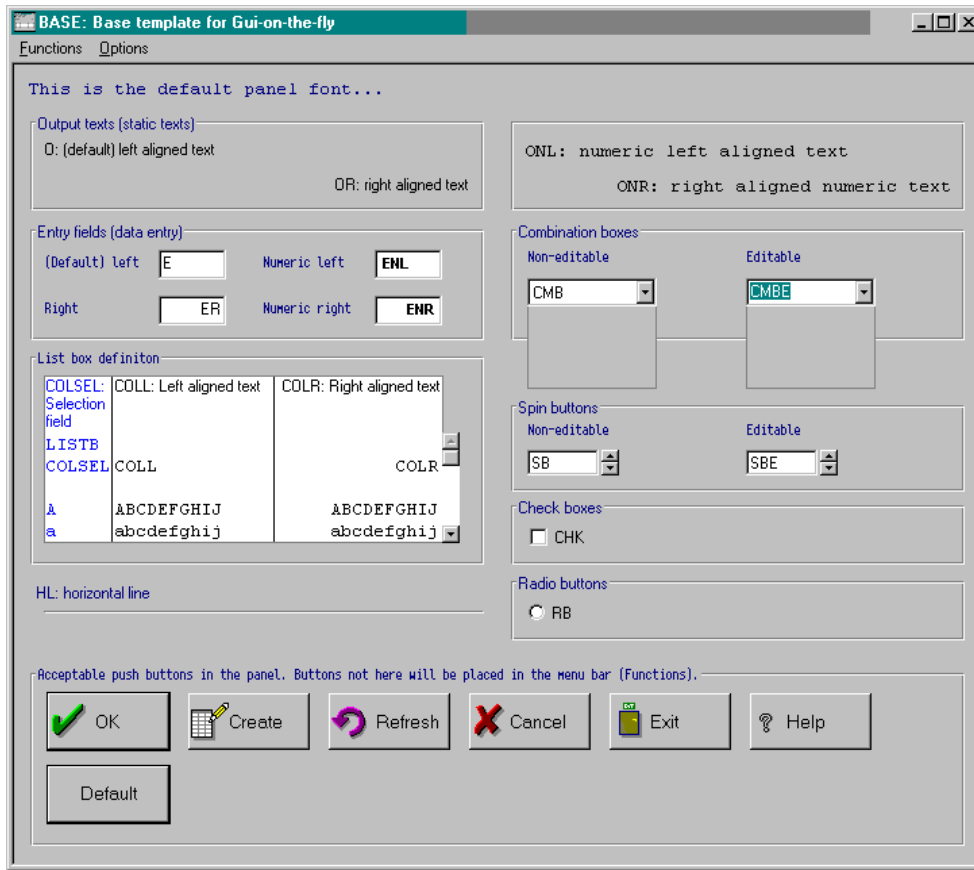 BASE: Base template for Gui-on-the-fly
Functions Options
This is the default panel font...
Output texts (static texts)
O: (default) left aligned text
OR: right aligned text
ONL: numeric left aligned text
ONR: right aligned numeric text
Entry fields (data entry)
(Default) left E Numeric left ENL
Right ER Numeric right ENR
Combination boxes
Non-editable Editable
CMB CMBE
List box definiton
COLSEL: COLL: Left aligned text COLR: Right aligned text
Selection
field
LISTB
COLSEL COLL COLR
A ABCDEFGHIJ ABCDEFGHIJ
a abcdefghij abcdefghij
Spin buttons
Non-editable Editable
SB SBE
Check boxes
CHK
HL: horizontal line
Radio buttons
RB
Acceptable push buttons in the panel. Buttons not here will be placed in the menu bar (Functions).
OK Create Refresh Cancel EXIT Exit ? Help
Default